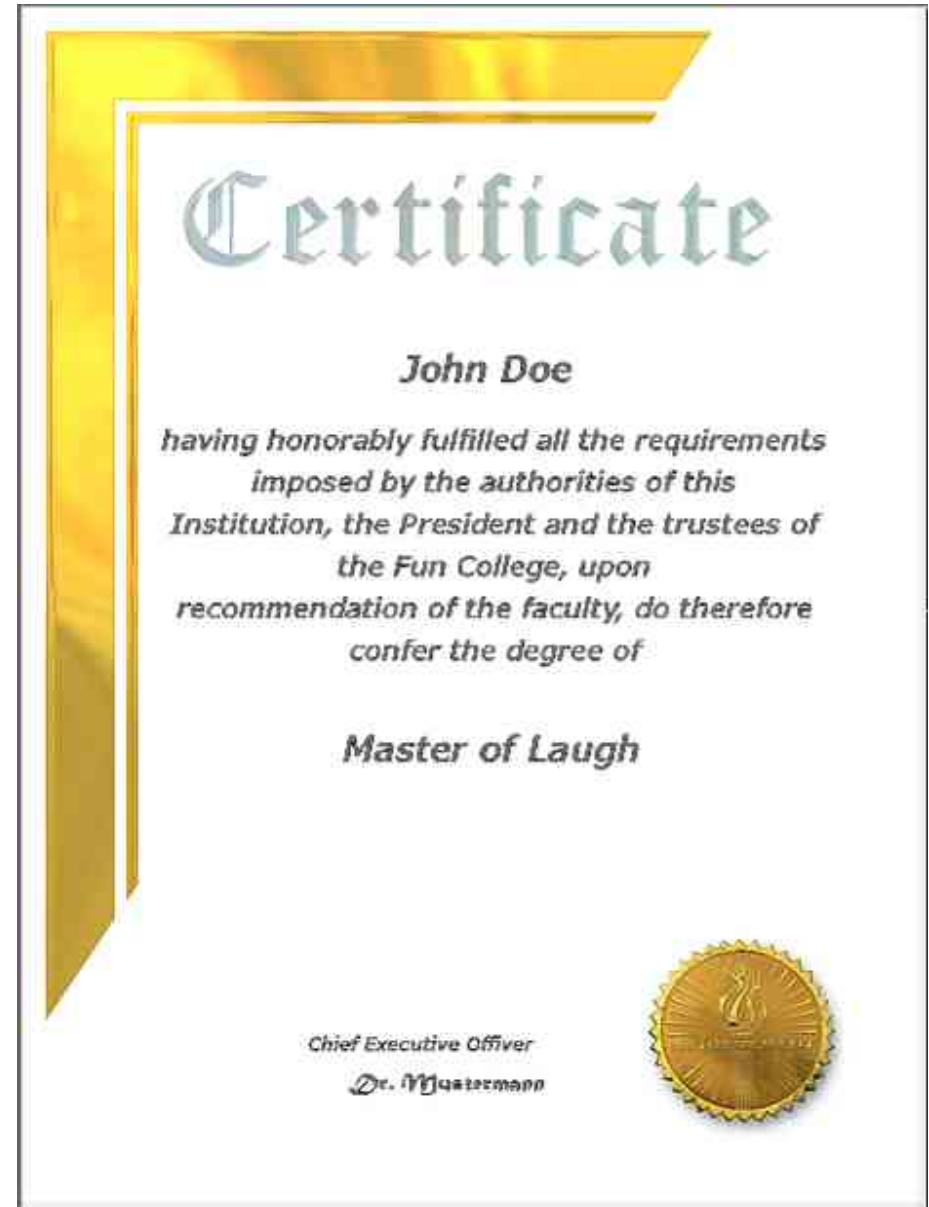 Certificate
John Doe
having honorably fulfilled all the requirements
imposed by the authorities of this
Institution, the President and the trustees of
the Fun College, upon
recommendation of the faculty, do therefore
confer the degree of
Master of Laugh
Chief Executive Offiver
Dr. Mustermann